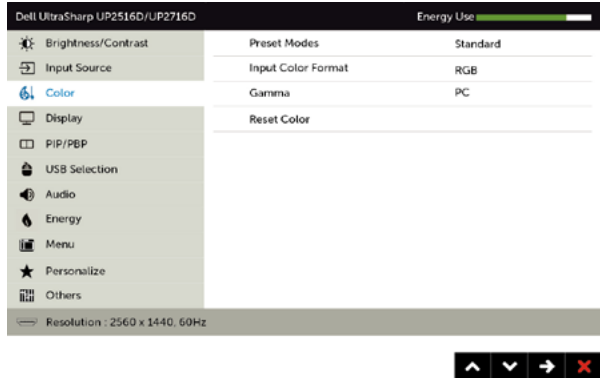 Dell UltraSharp UP2516D/UP2716D Energy Use
Brightness/Contrast Preset Modes Standard
Input Source Input Color Format RGB
Color Gamma PC
Display Reset Color
PIP/PBP
USB Selection
Audio
Energy
Menu
Personalize
Others
Resolution : 2560 x 1440, 60Hz